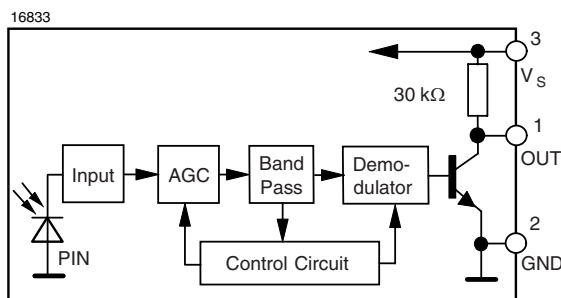 16833
3
V S
30 kΩ
1
OUT
Input
AGC
Band
Pass
Demo-
dulator
2
GND
PIN
Control Circuit